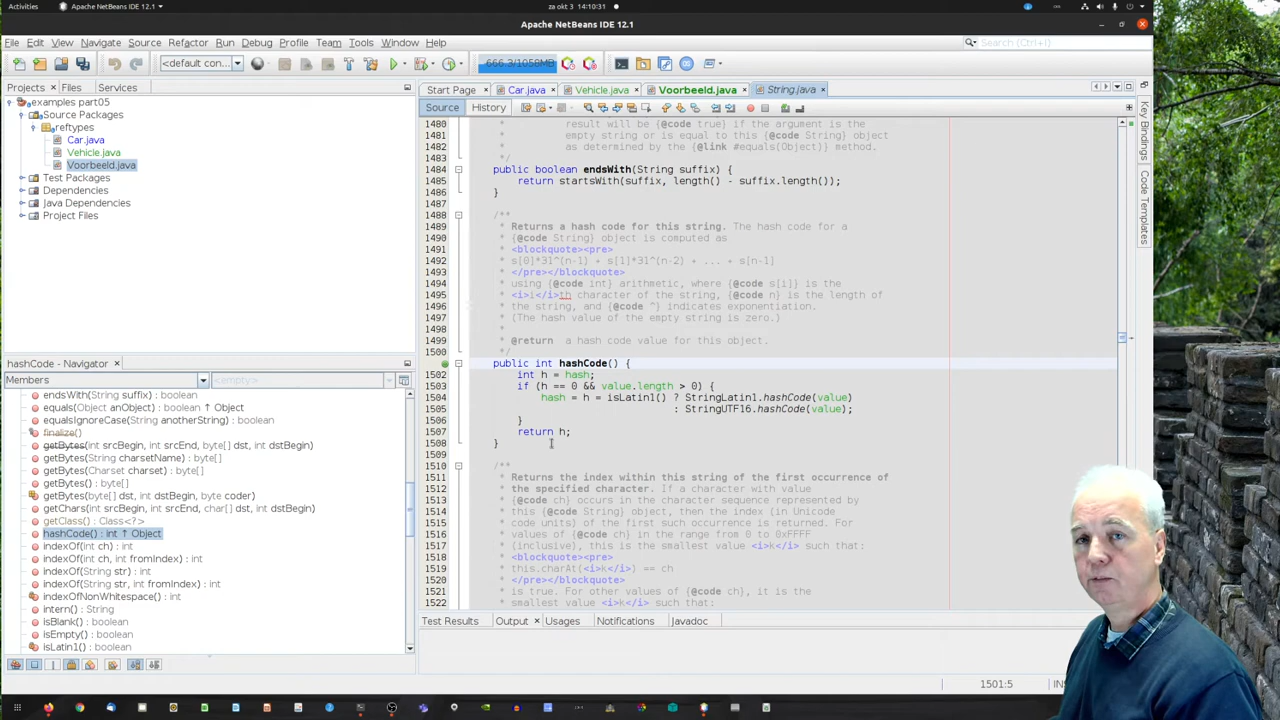 Activities
Apache NetBeans IDE 12.1
za okt 3 14:10:31
Apache NetBeans IDE 12.1
File Edit View Navigate Source Refactor Run Debug Profile Team Tools Window Help
Search (Ctrl+I)
<default con...
666.3/1058MB
Projects × Files Services
Start Page Car.java Vehicle.java Voorbeeld.java String.java
Source History
examples part05
Source Packages
reftypes
Car.java
Vehicle.java
Voorbeeld.java
Test Packages
Dependencies
Java Dependencies
Project Files
hashCode - Navigator ×
Members
<empty>
endsWith(String suffix) : boolean
equals(Object anObject) : boolean ↑ Object
equalsIgnoreCase(String anotherString) : boolean
finalize()
getBytes(int srcBegin, int srcEnd, byte[] dst, int dstBegin)
getBytes(String charsetName) : byte[]
getBytes(Charset charset) : byte[]
getBytes() : byte[]
getBytes(byte[] dst, int dstBegin, byte coder)
getChars(int srcBegin, int srcEnd, char[] dst, int dstBegin)
getClass() : Class<?>
hashCode() : int ↑ Object
indexOf(int ch) : int
indexOf(int ch, int fromIndex) : int
indexOf(String str) : int
indexOf(String str, int fromIndex) : int
indexOfNonWhitespace() : int
intern() : String
isBlank() : boolean
isEmpty() : boolean
isLatin1() : boolean
1480 * result will be {@code true} if the argument is the
1481 * empty string or is equal to this {@code String} object
1482 * as determined by the {@link #equals(Object)} method.
1483 */
1484 public boolean endsWith(String suffix) {
1485 return startsWith(suffix, length() - suffix.length());
1486 }
1487
1488 /**
1489 * Returns a hash code for this string. The hash code for a
1490 * {@code String} object is computed as
1491 * <blockquote><pre>
1492 * s[0]*31^(n-1) + s[1]*31^(n-2) + ... + s[n-1]
1493 * </pre></blockquote>
1494 * using {@code int} arithmetic, where {@code s[i]} is the
1495 * <i>i</i>th character of the string, {@code n} is the length of
1496 * the string, and {@code ^} indicates exponentiation.
1497 * (The hash value of the empty string is zero.)
1498 *
1499 * @return a hash code value for this object.
1500 */
public int hashCode() {
1502 int h = hash;
1503 if (h == 0 && value.length > 0) {
1504 hash = h = isLatin1() ? StringLatin1.hashCode(value)
1505 : StringUTF16.hashCode(value);
1506 }
1507 return h;
1508 }
1509
1510 /**
1511 * Returns the index within this string of the first occurrence of
1512 * the specified character. If a character with value
1513 * {@code ch} occurs in the character sequence represented by
1514 * this {@code String} object, then the index (in Unicode
1515 * code units) of the first such occurrence is returned. For
1516 * values of {@code ch} in the range from 0 to 0xFFFF
1517 * (inclusive), this is the smallest value <i>k</i> such that:
1518 * <blockquote><pre>
1519 * this.charAt(<i>k</i>) == ch
1520 * </pre></blockquote>
1521 * is true. For other values of {@code ch}, it is the
1522 * smallest value <i>k</i> such that:
Key Bindings
Code Templates
Test Results Output Usages Notifications Javadoc
1501:5 IN